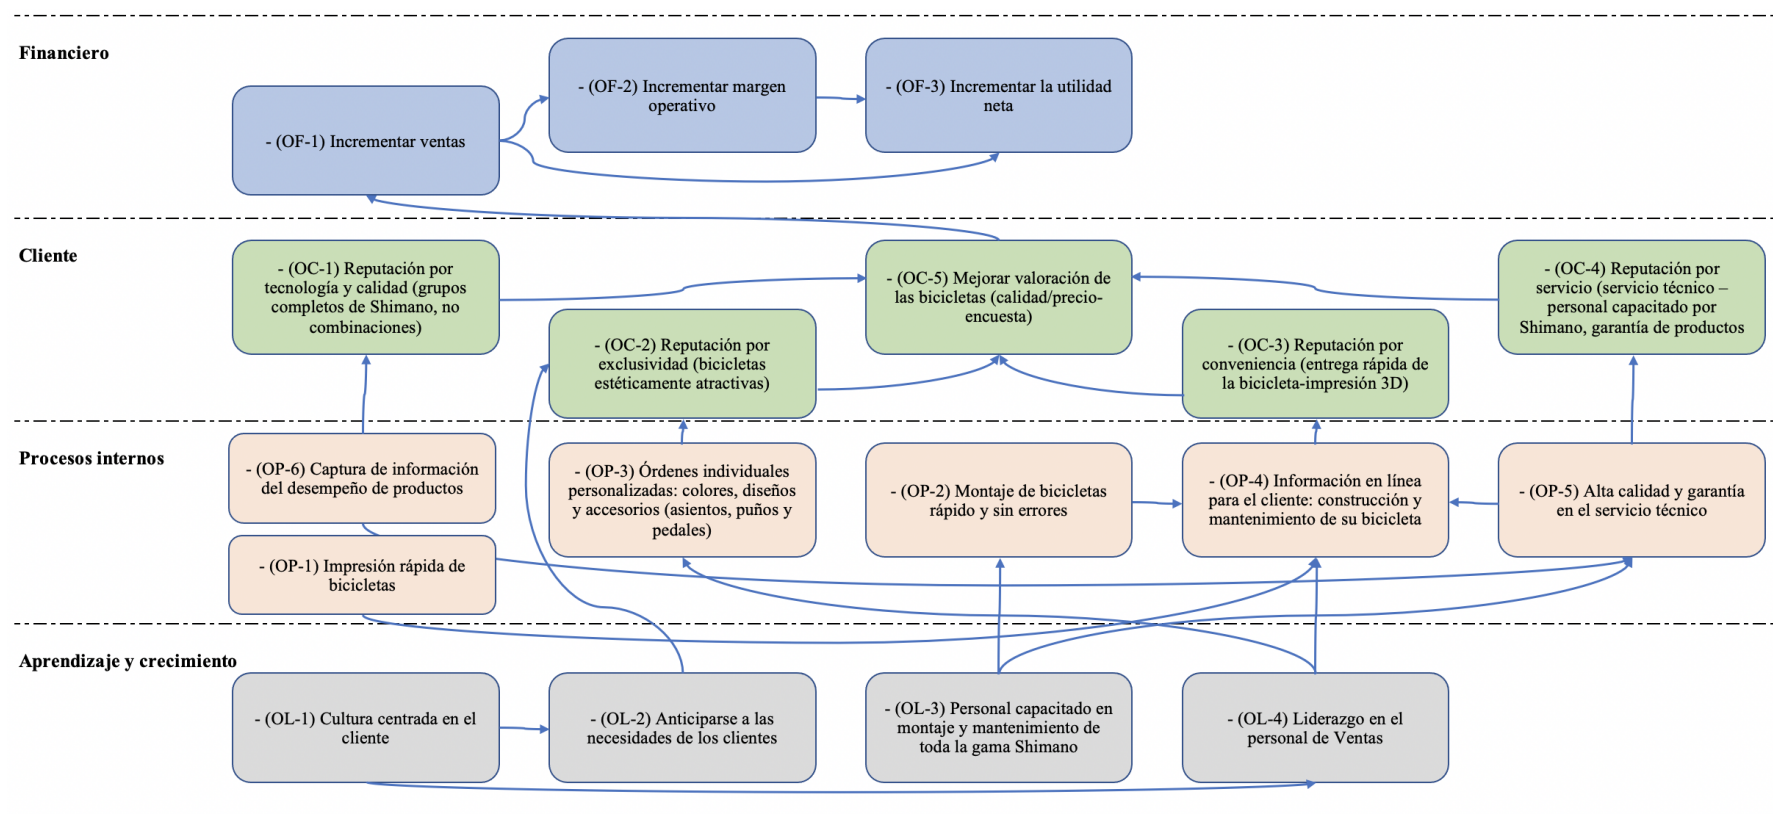 Financiero
- (OF-1) Incrementar ventas
- (OF-2) Incrementar margen
operativo
- (OF-3) Incrementar la utilidad
neta
Cliente
- (OC-1) Reputación por
tecnología y calidad (grupos
completos de Shimano, no
combinaciones)
- (OC-2) Reputación por
exclusividad (bicicletas
estéticamente atractivas)
- (OC-5) Mejorar valoración de
las bicicletas (calidad/precio-
encuesta)
- (OC-3) Reputación por
conveniencia (entrega rápida de
la bicicleta-impresión 3D)
- (OC-4) Reputación por
servicio (servicio técnico –
personal capacitado por
Shimano, garantía de productos
Procesos internos
- (OP-6) Captura de información
del desempeño de productos
- (OP-1) Impresión rápida de
bicicletas
- (OP-3) Órdenes individuales
personalizadas: colores, diseños
y accesorios (asientos, puños y
pedales)
- (OP-2) Montaje de bicicletas
rápido y sin errores
- (OP-4) Información en línea
para el cliente: construcción y
mantenimiento de su bicicleta
- (OP-5) Alta calidad y garantía
en el servicio técnico
Aprendizaje y crecimiento
- (OL-1) Cultura centrada en el
cliente
- (OL-2) Anticiparse a las
necesidades de los clientes
- (OL-3) Personal capacitado en
montaje y mantenimiento de
toda la gama Shimano
- (OL-4) Liderazgo en el
personal de Ventas